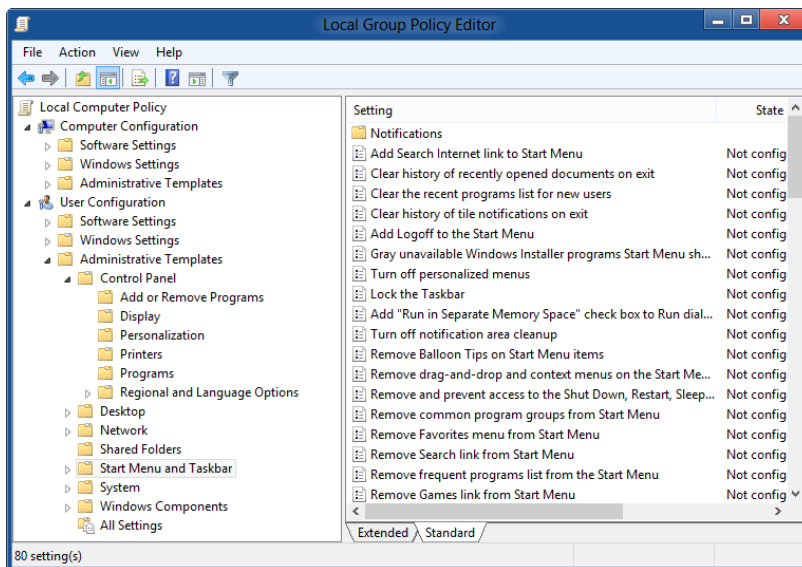 Local Group Policy Editor
File Action View Help
Local Computer Policy
Computer Configuration
Software Settings
Windows Settings
Administrative Templates
User Configuration
Software Settings
Windows Settings
Administrative Templates
Control Panel
Add or Remove Programs
Display
Personalization
Printers
Programs
Regional and Language Options
Desktop
Network
Shared Folders
Start Menu and Taskbar
System
Windows Components
All Settings
Setting State
Notifications
Add Search Internet link to Start Menu Not config
Clear history of recently opened documents on exit Not config
Clear the recent programs list for new users Not config
Clear history of tile notifications on exit Not config
Add Logoff to the Start Menu Not config
Gray unavailable Windows Installer programs Start Menu sh... Not config
Turn off personalized menus Not config
Lock the Taskbar Not config
Add "Run in Separate Memory Space" check box to Run dial... Not config
Turn off notification area cleanup Not config
Remove Balloon Tips on Start Menu items Not config
Remove drag-and-drop and context menus on the Start Me... Not config
Remove and prevent access to the Shut Down, Restart, Sleep... Not config
Remove common program groups from Start Menu Not config
Remove Favorites menu from Start Menu Not config
Remove Search link from Start Menu Not config
Remove frequent programs list from the Start Menu Not config
Remove Games link from Start Menu Not config
Extended Standard
80 setting(s)